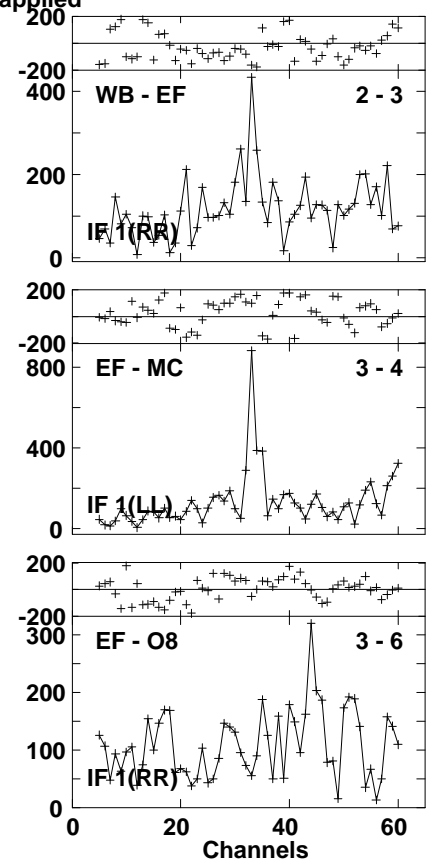 applied
200
-200
400
WB - EF 2 - 3
200
IF 1(RR)
0
200
-200
800
EF - MC 3 - 4
400
IF 1(LL)
0
200
-200
300
EF - O8 3 - 6
200
100
IF 1(RR)
0
0 20 40 60
Channels